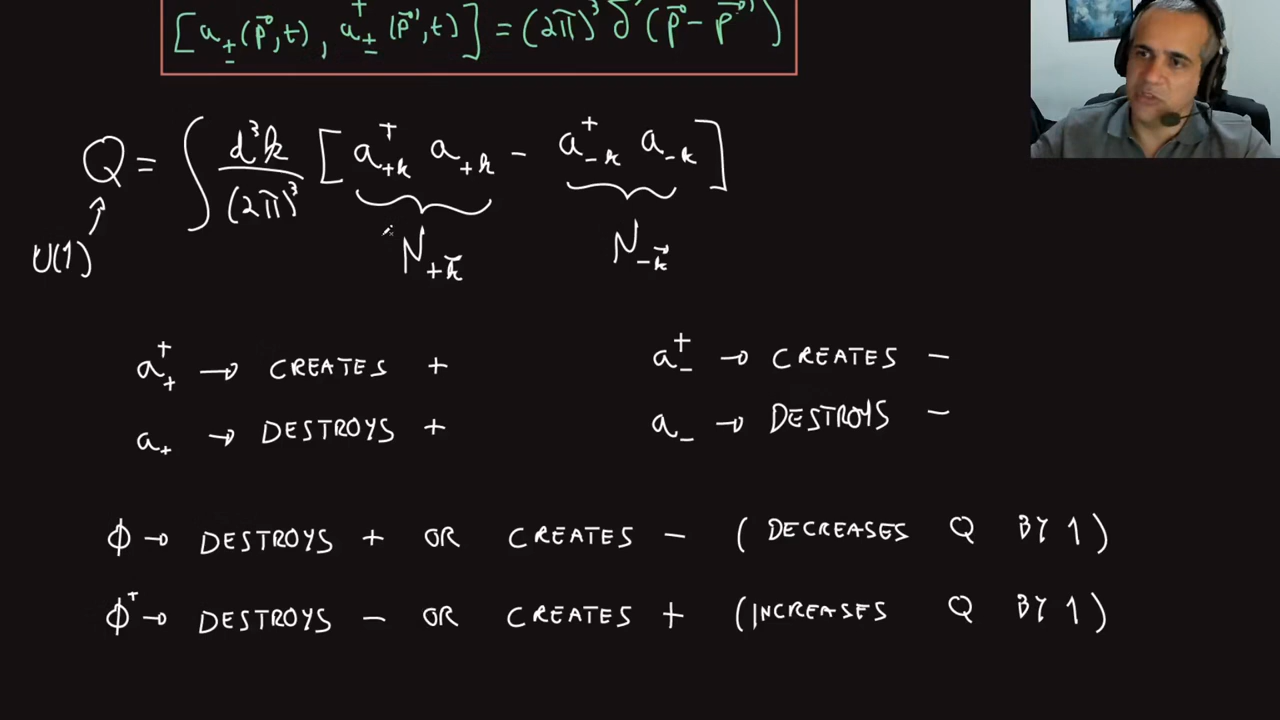 [a±(p⃗,t), a±†(p⃗',t)] = (2π)³ δ³(p⃗ - p⃗')
Q = ∫ d³k/(2π)³ [a†₊ₖ a₊ₖ - a†₋ₖ a₋ₖ]
U(1) N₊ₖ⃗ N₋ₖ⃗
a₊† → CREATES + a₋† → CREATES -
a₊ → DESTROYS + a₋ → DESTROYS -
ϕ → DESTROYS + OR CREATES - (DECREASES Q BY 1)
ϕ† → DESTROYS - OR CREATES + (INCREASES Q BY 1)